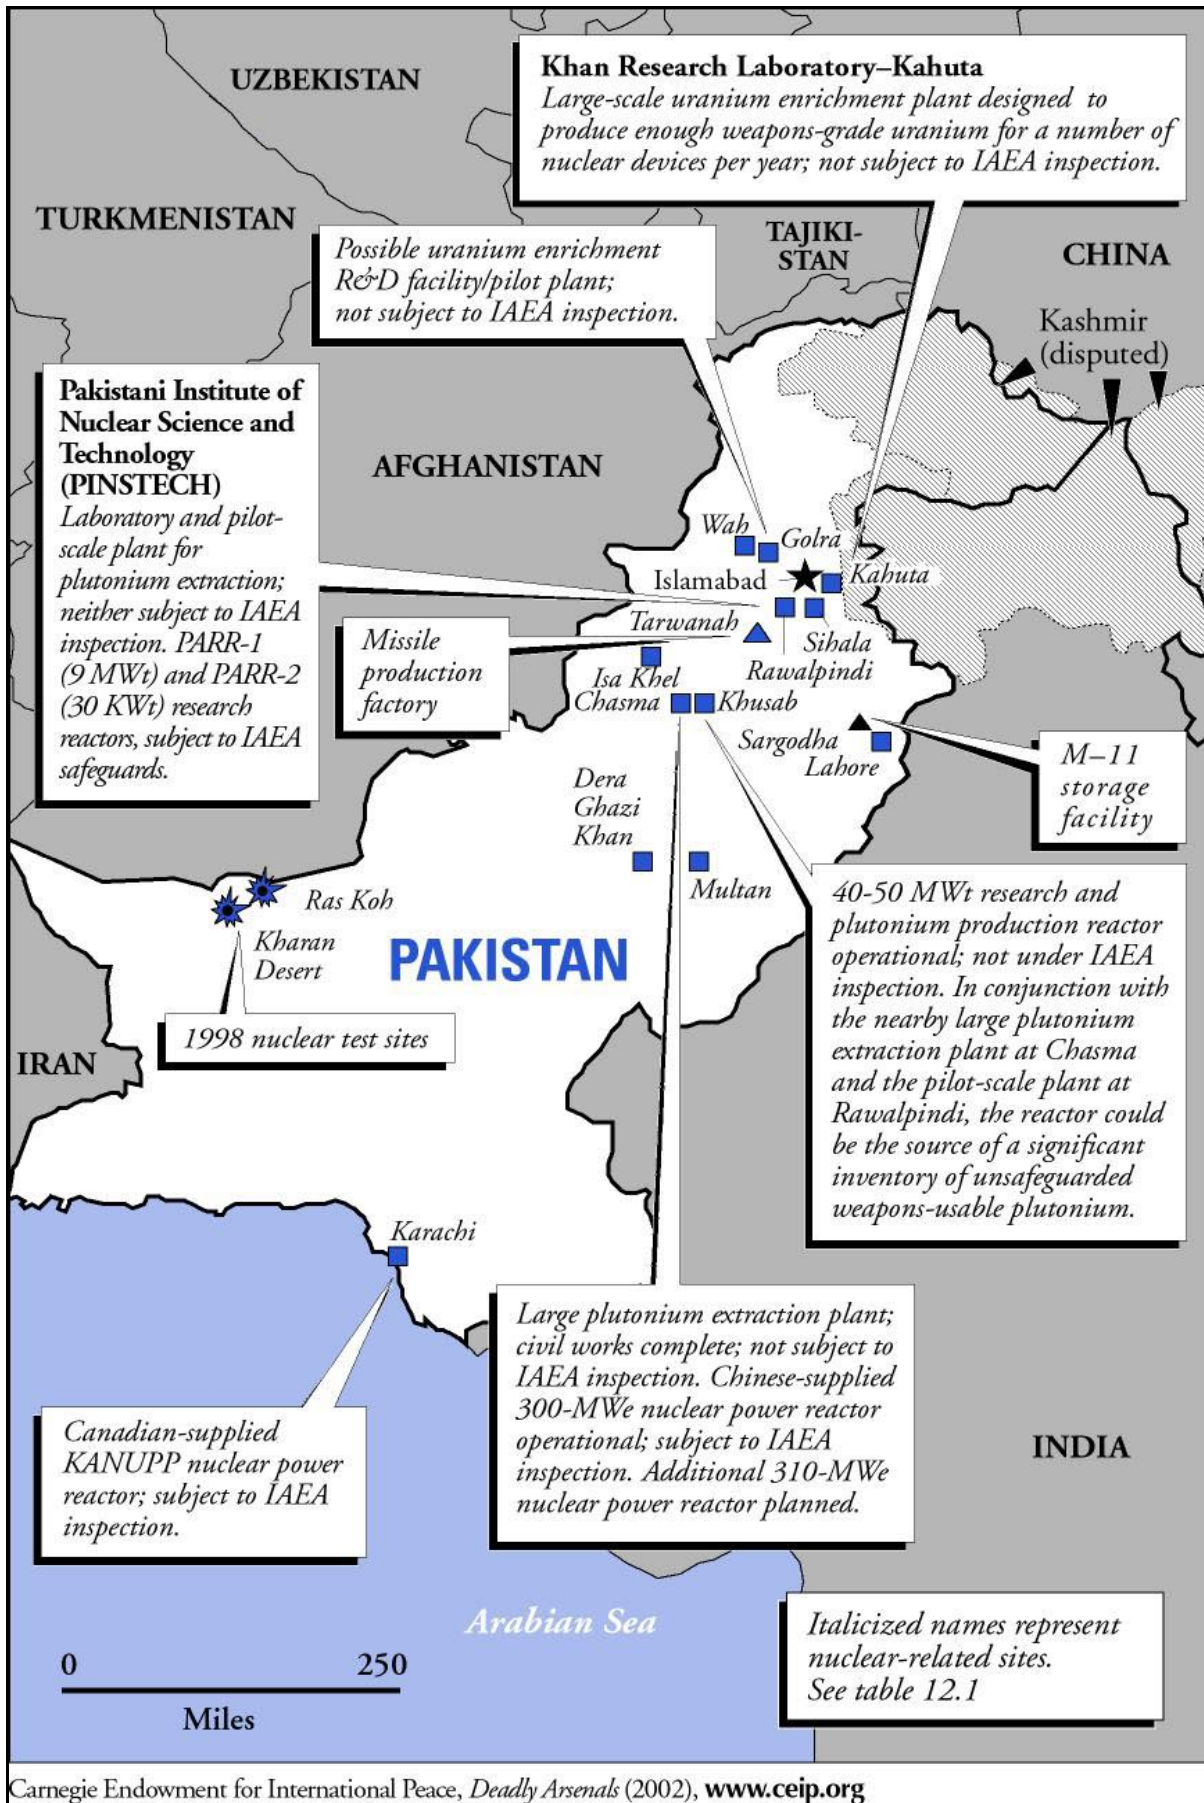 UZBEKISTAN
Khan Research Laboratory–Kahuta
Large-scale uranium enrichment plant designed to
produce enough weapons-grade uranium for a number of
nuclear devices per year; not subject to IAEA inspection.
TURKMENISTAN
TAJIKI-
STAN
CHINA
Possible uranium enrichment
R&D facility/pilot plant;
not subject to IAEA inspection.
Kashmir
(disputed)
Pakistani Institute of
Nuclear Science and
Technology
(PINSTECH)
Laboratory and pilot-
scale plant for
plutonium extraction;
neither subject to IAEA
inspection. PARR-1
(9 MWt) and PARR-2
(30 KWt) research
reactors, subject to IAEA
safeguards.
AFGHANISTAN
Wah
Golra
Islamabad
Kahuta
Tarwanah
Sihala
Rawalpindi
Missile
production
factory
Isa Khel
Chasma
Khusab
Sargodha
Lahore
M–11
storage
facility
Dera
Ghazi
Khan
Multan
Ras Koh
Kharan
Desert
PAKISTAN
1998 nuclear test sites
IRAN
40-50 MWt research and
plutonium production reactor
operational; not under IAEA
inspection. In conjunction with
the nearby large plutonium
extraction plant at Chasma
and the pilot-scale plant at
Rawalpindi, the reactor could
be the source of a significant
inventory of unsafeguarded
weapons-usable plutonium.
Karachi
Large plutonium extraction plant;
civil works complete; not subject to
IAEA inspection. Chinese-supplied
300-MWe nuclear power reactor
operational; subject to IAEA
inspection. Additional 310-MWe
nuclear power reactor planned.
Canadian-supplied
KANUPP nuclear power
reactor; subject to IAEA
inspection.
INDIA
Arabian Sea
Italicized names represent
nuclear-related sites.
See table 12.1
0 250
Miles
Carnegie Endowment for International Peace, Deadly Arsenals (2002), www.ceip.org